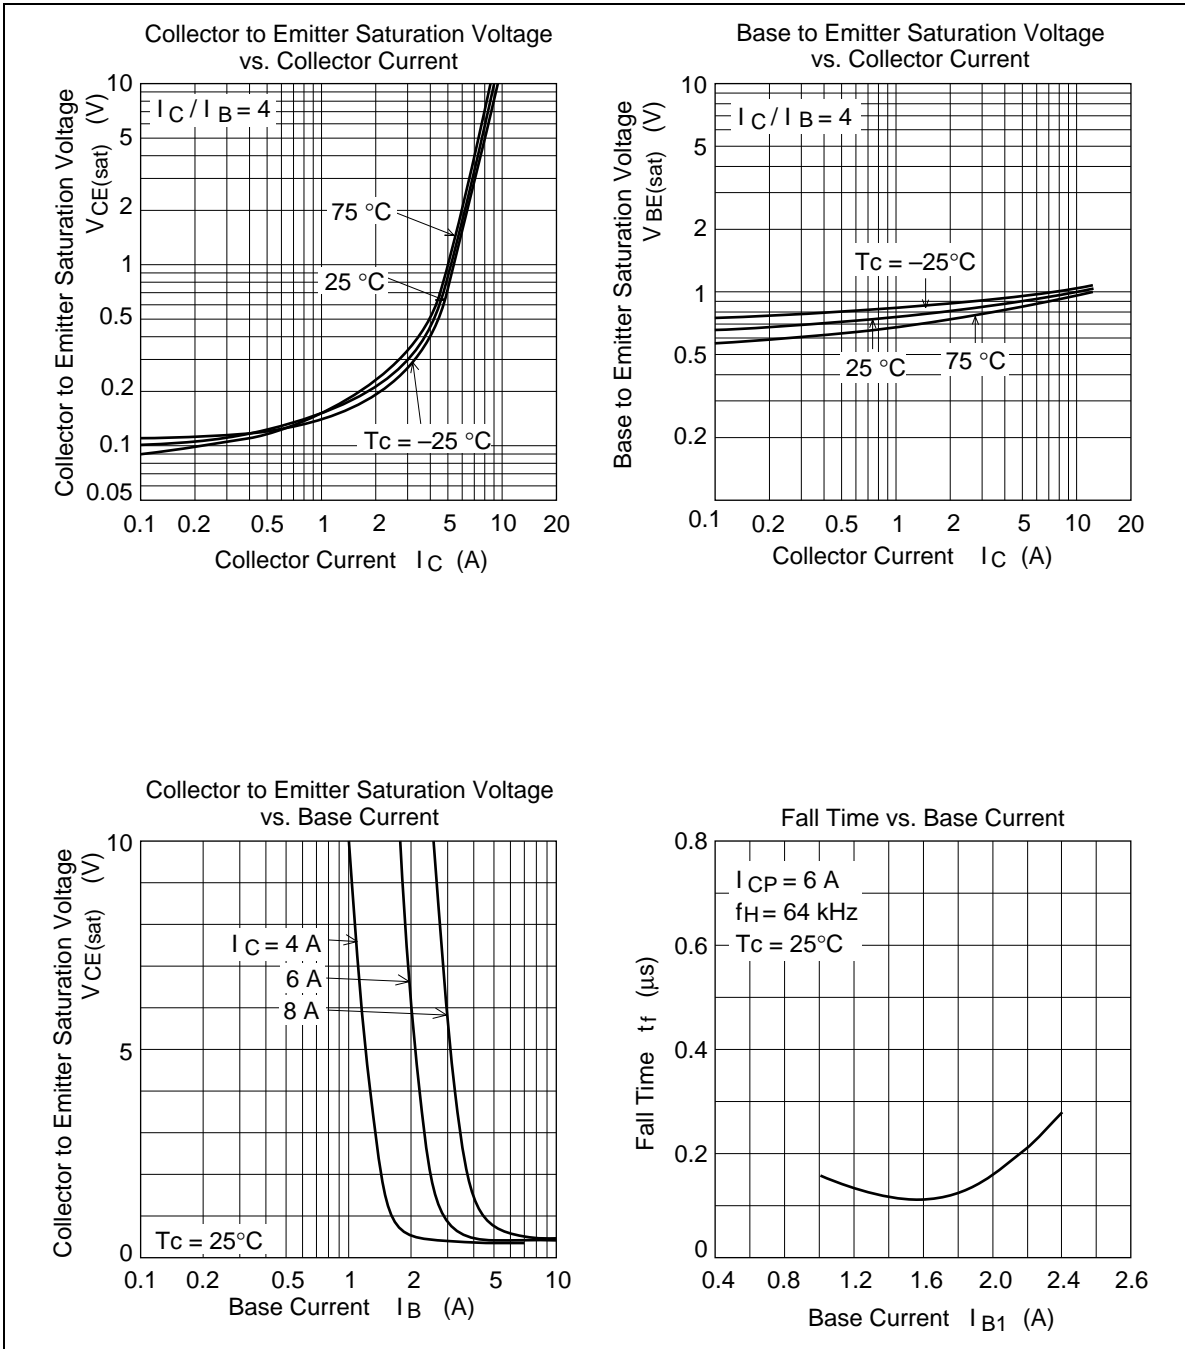 Collector to Emitter Saturation Voltage
vs. Collector Current
Collector to Emitter Saturation Voltage
V CE(sat) (V)
10
5
2
1
0.5
0.2
0.1
0.05
I C / I B = 4
75 °C
25 °C
Tc = –25 °C
0.1 0.2 0.5 1 2 5 10 20
Collector Current I C (A)
Base to Emitter Saturation Voltage
vs. Collector Current
Base to Emitter Saturation Voltage
V BE(sat) (V)
10
5
2
1
0.5
0.2
0.1
I C / I B = 4
Tc = –25°C
25 °C
75 °C
0.2 0.5 1 2 5 10 20
Collector Current I C (A)
Collector to Emitter Saturation Voltage
vs. Base Current
Collector to Emitter Saturation Voltage
V CE(sat) (V)
10
5
0
I C = 4 A
6 A
8 A
Tc = 25°C
0.1 0.2 0.5 1 2 5 10
Base Current I B (A)
Fall Time vs. Base Current
Fall Time t f (µs)
0.8
0.6
0.4
0.2
0
I CP = 6 A
f H = 64 kHz
Tc = 25°C
0.4 0.8 1.2 1.6 2.0 2.4 2.6
Base Current I B1 (A)